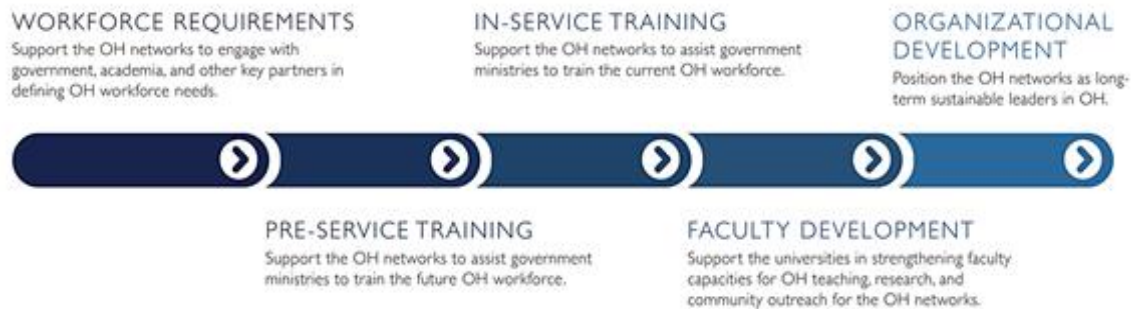 WORKFORCE REQUIREMENTS
Support the OH networks to engage with
government, academia, and other key partners in
defining OH workforce needs.
IN-SERVICE TRAINING
Support the OH networks to assist government
ministries to train the current OH workforce.
ORGANIZATIONAL
DEVELOPMENT
Position the OH networks as long-
term sustainable leaders in OH.
PRE-SERVICE TRAINING
Support the OH networks to assist government
ministries to train the future OH workforce.
FACULTY DEVELOPMENT
Support the universities in strengthening faculty
capacities for OH teaching, research, and
community outreach for the OH networks.